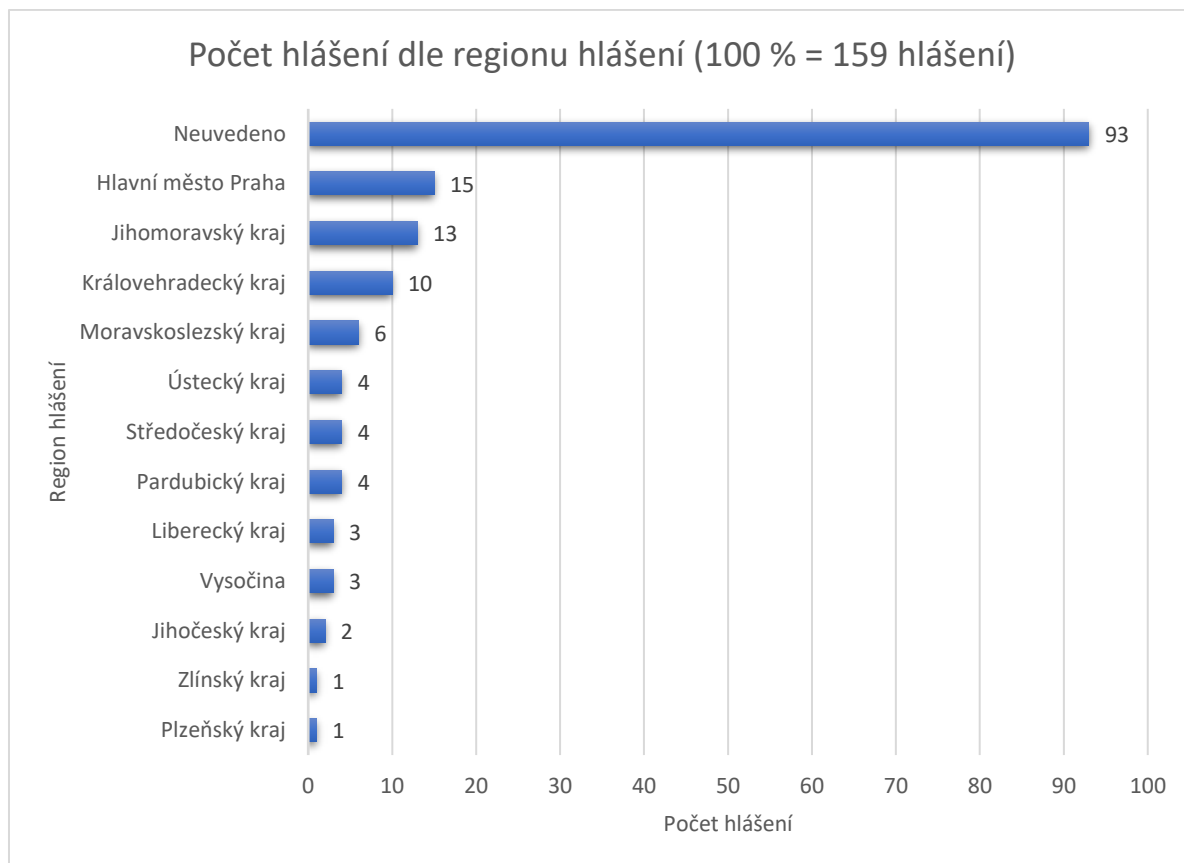 Počet hlášení dle regionu hlášení (100 % = 159 hlášení)
Region hlášení
Neuvedeno 93
Hlavní město Praha 15
Jihomoravský kraj 13
Královehradecký kraj 10
Moravskoslezský kraj 6
Ústecký kraj 4
Středočeský kraj 4
Pardubický kraj 4
Liberecký kraj 3
Vysočina 3
Jihočeský kraj 2
Zlínský kraj 1
Plzeňský kraj 1
0 10 20 30 40 50 60 70 80 90 100
Počet hlášení